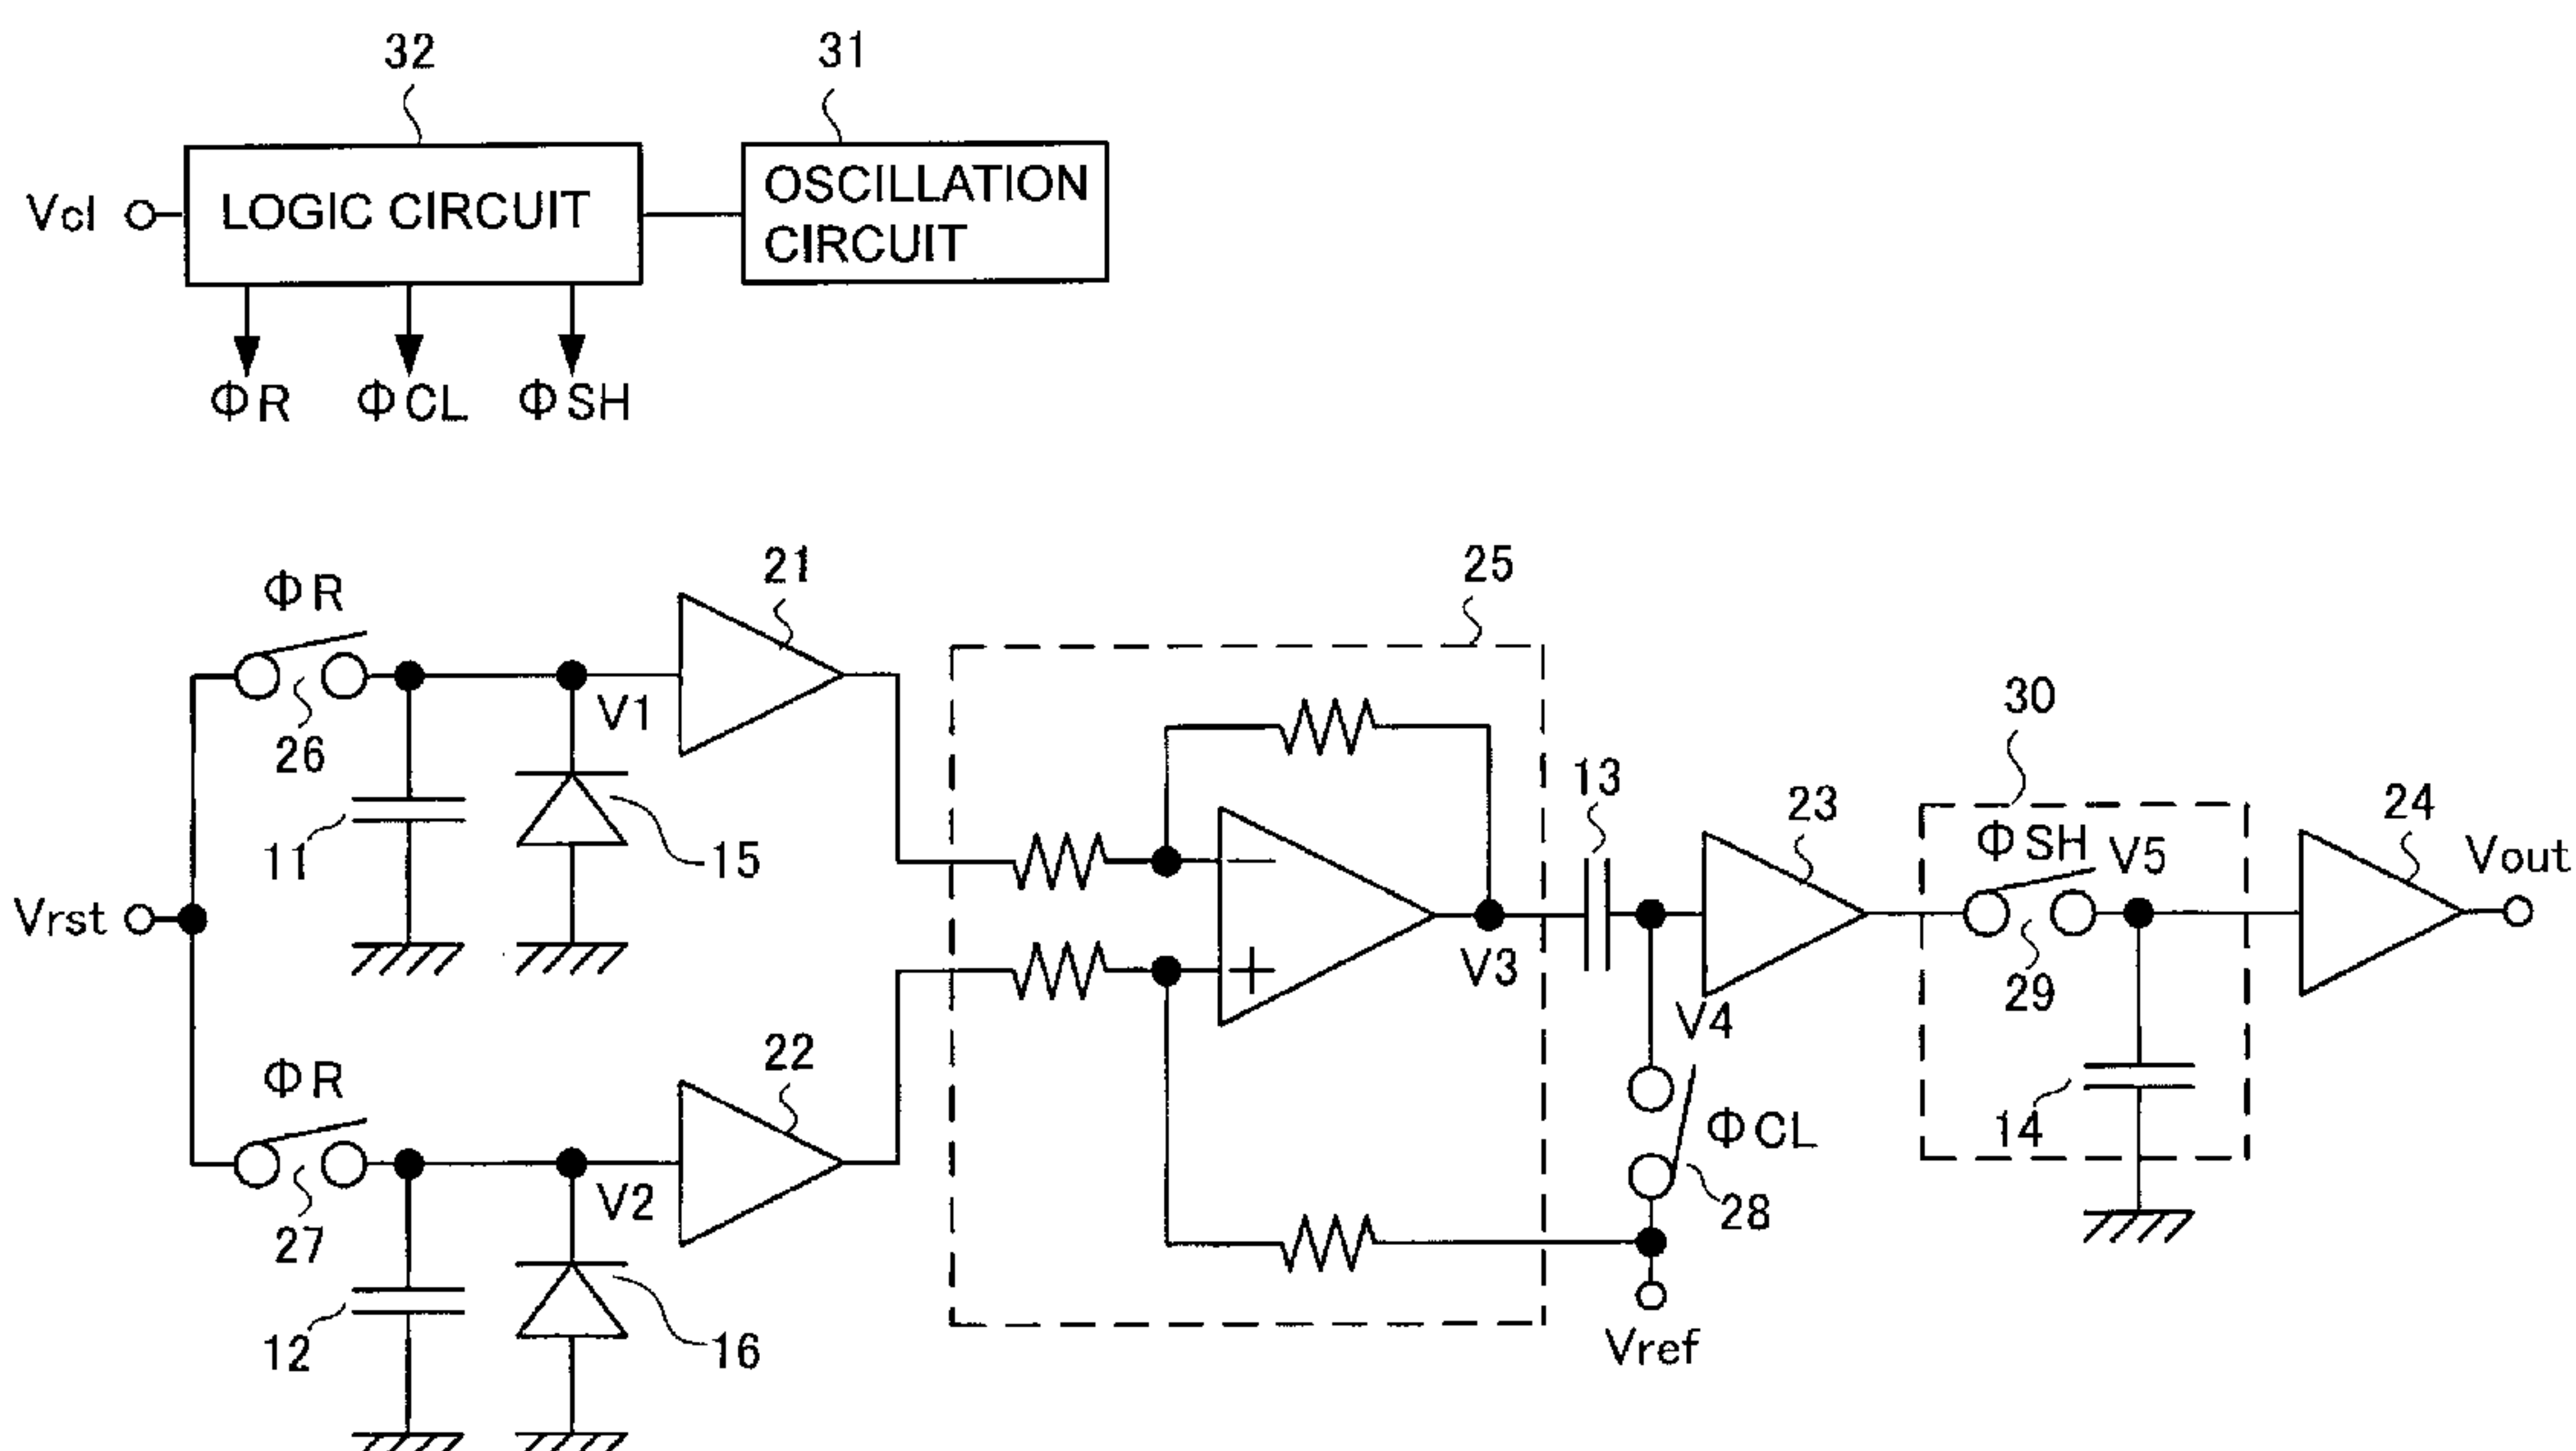 32
31
Vcl
LOGIC CIRCUIT
OSCILLATION
CIRCUIT
ΦR
ΦCL
ΦSH
ΦR
21
25
26
V1
11
15
30
13
23
ΦSH
V5
24
Vout
Vrst
−
+
V3
29
V4
ΦR
22
14
ΦCL
27
V2
28
12
16
Vref